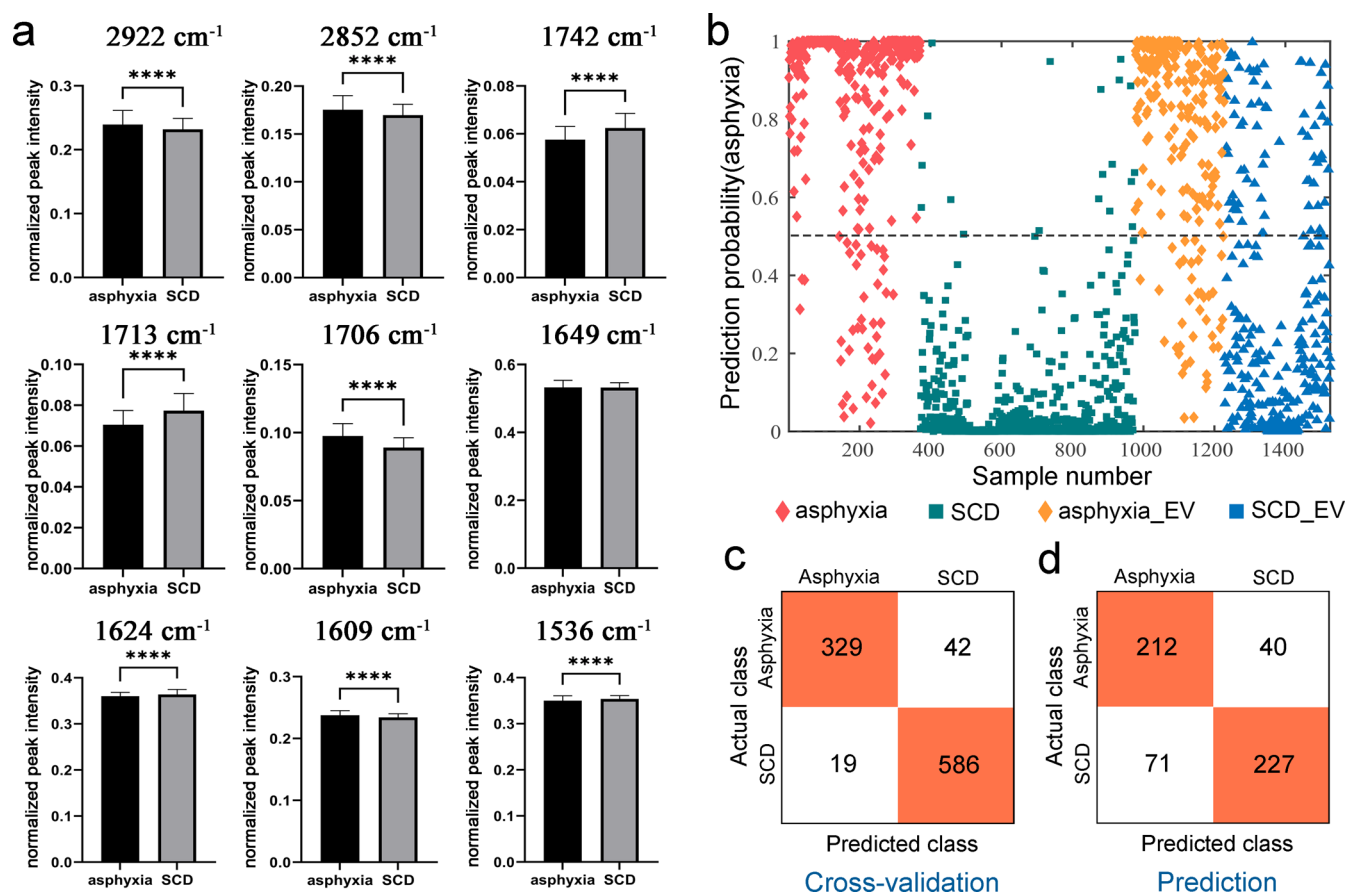 a
2922 cm-1
****
normalized peak intensity
0.3
0.2
0.1
0.0
asphyxia SCD
2852 cm-1
****
normalized peak intensity
0.20
0.15
0.10
0.05
0.00
asphyxia SCD
1742 cm-1
****
normalized peak intensity
0.08
0.06
0.04
0.02
0.00
asphyxia SCD
1713 cm-1
****
normalized peak intensity
0.10
0.08
0.06
0.04
0.02
0.00
asphyxia SCD
1706 cm-1
****
normalized peak intensity
0.15
0.10
0.05
0.00
asphyxia SCD
1649 cm-1
normalized peak intensity
0.6
0.4
0.2
0.0
asphyxia SCD
1624 cm-1
****
normalized peak intensity
0.4
0.3
0.2
0.1
0.0
asphyxia SCD
1609 cm-1
****
normalized peak intensity
0.3
0.2
0.1
0.0
asphyxia SCD
1536 cm-1
****
normalized peak intensity
0.4
0.3
0.2
0.1
0.0
asphyxia SCD
b
Prediction probability(asphyxia)
1
0.8
0.6
0.4
0.2
0
200 400 600 800 1000 1200 1400
Sample number
asphyxia SCD asphyxia_EV SCD_EV
c
Asphyxia SCD
Actual class
Asphyxia
329 42
SCD
19 586
Predicted class
Cross-validation
d
Asphyxia SCD
Actual class
Asphyxia
212 40
SCD
71 227
Predicted class
Prediction